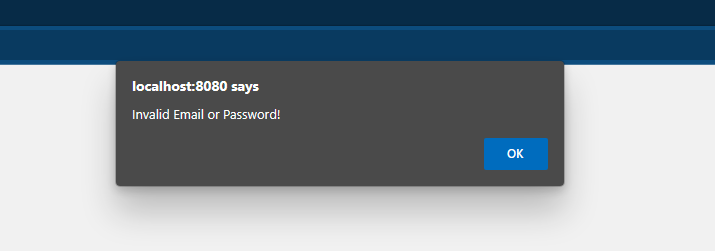 localhost:8080 says
Invalid Email or Password!
OK